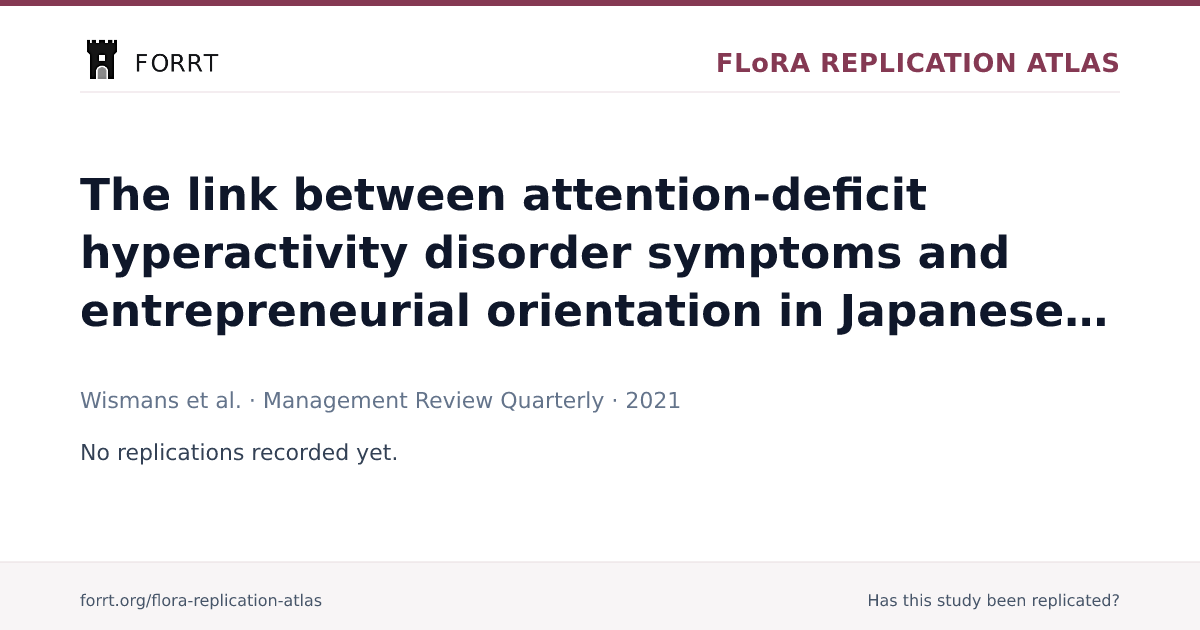 FORRT
FLoRA REPLICATION ATLAS
The link between attention-deficit
hyperactivity disorder symptoms and
entrepreneurial orientation in Japanese…
Wismans et al. · Management Review Quarterly · 2021
No replications recorded yet.
forrt.org/flora-replication-atlas
Has this study been replicated?